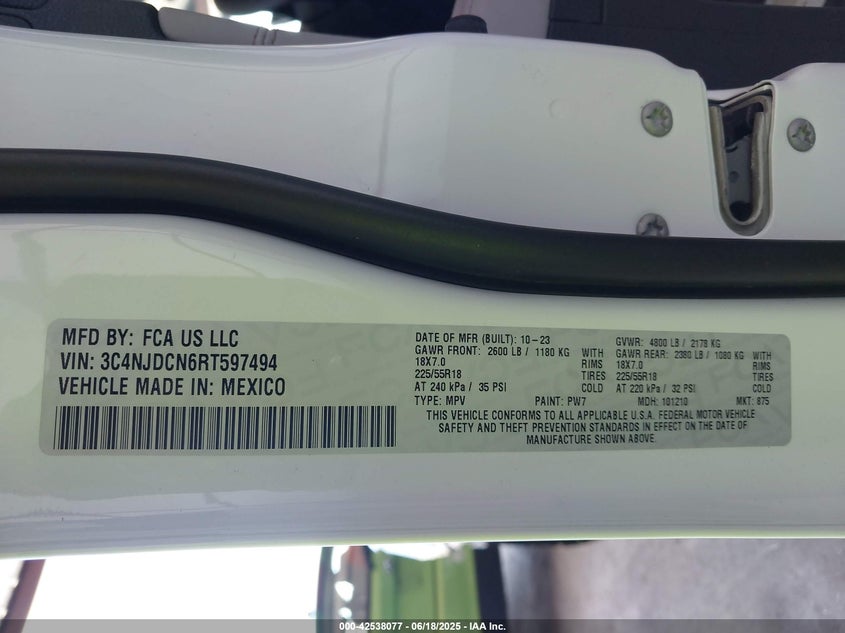 MFD BY: FCA US LLC
VIN: 3C4NJDCN6RT597494
VEHICLE MADE IN: MEXICO
DATE OF MFR (BUILT): 10-23
GAWR FRONT: 2600 LB / 1180 KG WITH
18X7.0 RIMS
225/55R18 TIRES
AT 240 kPa / 35 PSI COLD
TYPE: MPV PAINT: PW7
GVWR: 4800 LB / 2178 KG
GAWR REAR: 2380 LB / 1080 KG WITH
18X7.0 RIMS
225/55R18 TIRES
AT 220 kPa / 32 PSI COLD
MDH: 101210 MKT: 875
THIS VEHICLE CONFORMS TO ALL APPLICABLE U.S.A. FEDERAL MOTOR VEHICLE
SAFETY AND THEFT PREVENTION STANDARDS IN EFFECT ON THE DATE OF
MANUFACTURE SHOWN ABOVE.
000-42538077 - 06/18/2025 - IAA Inc.